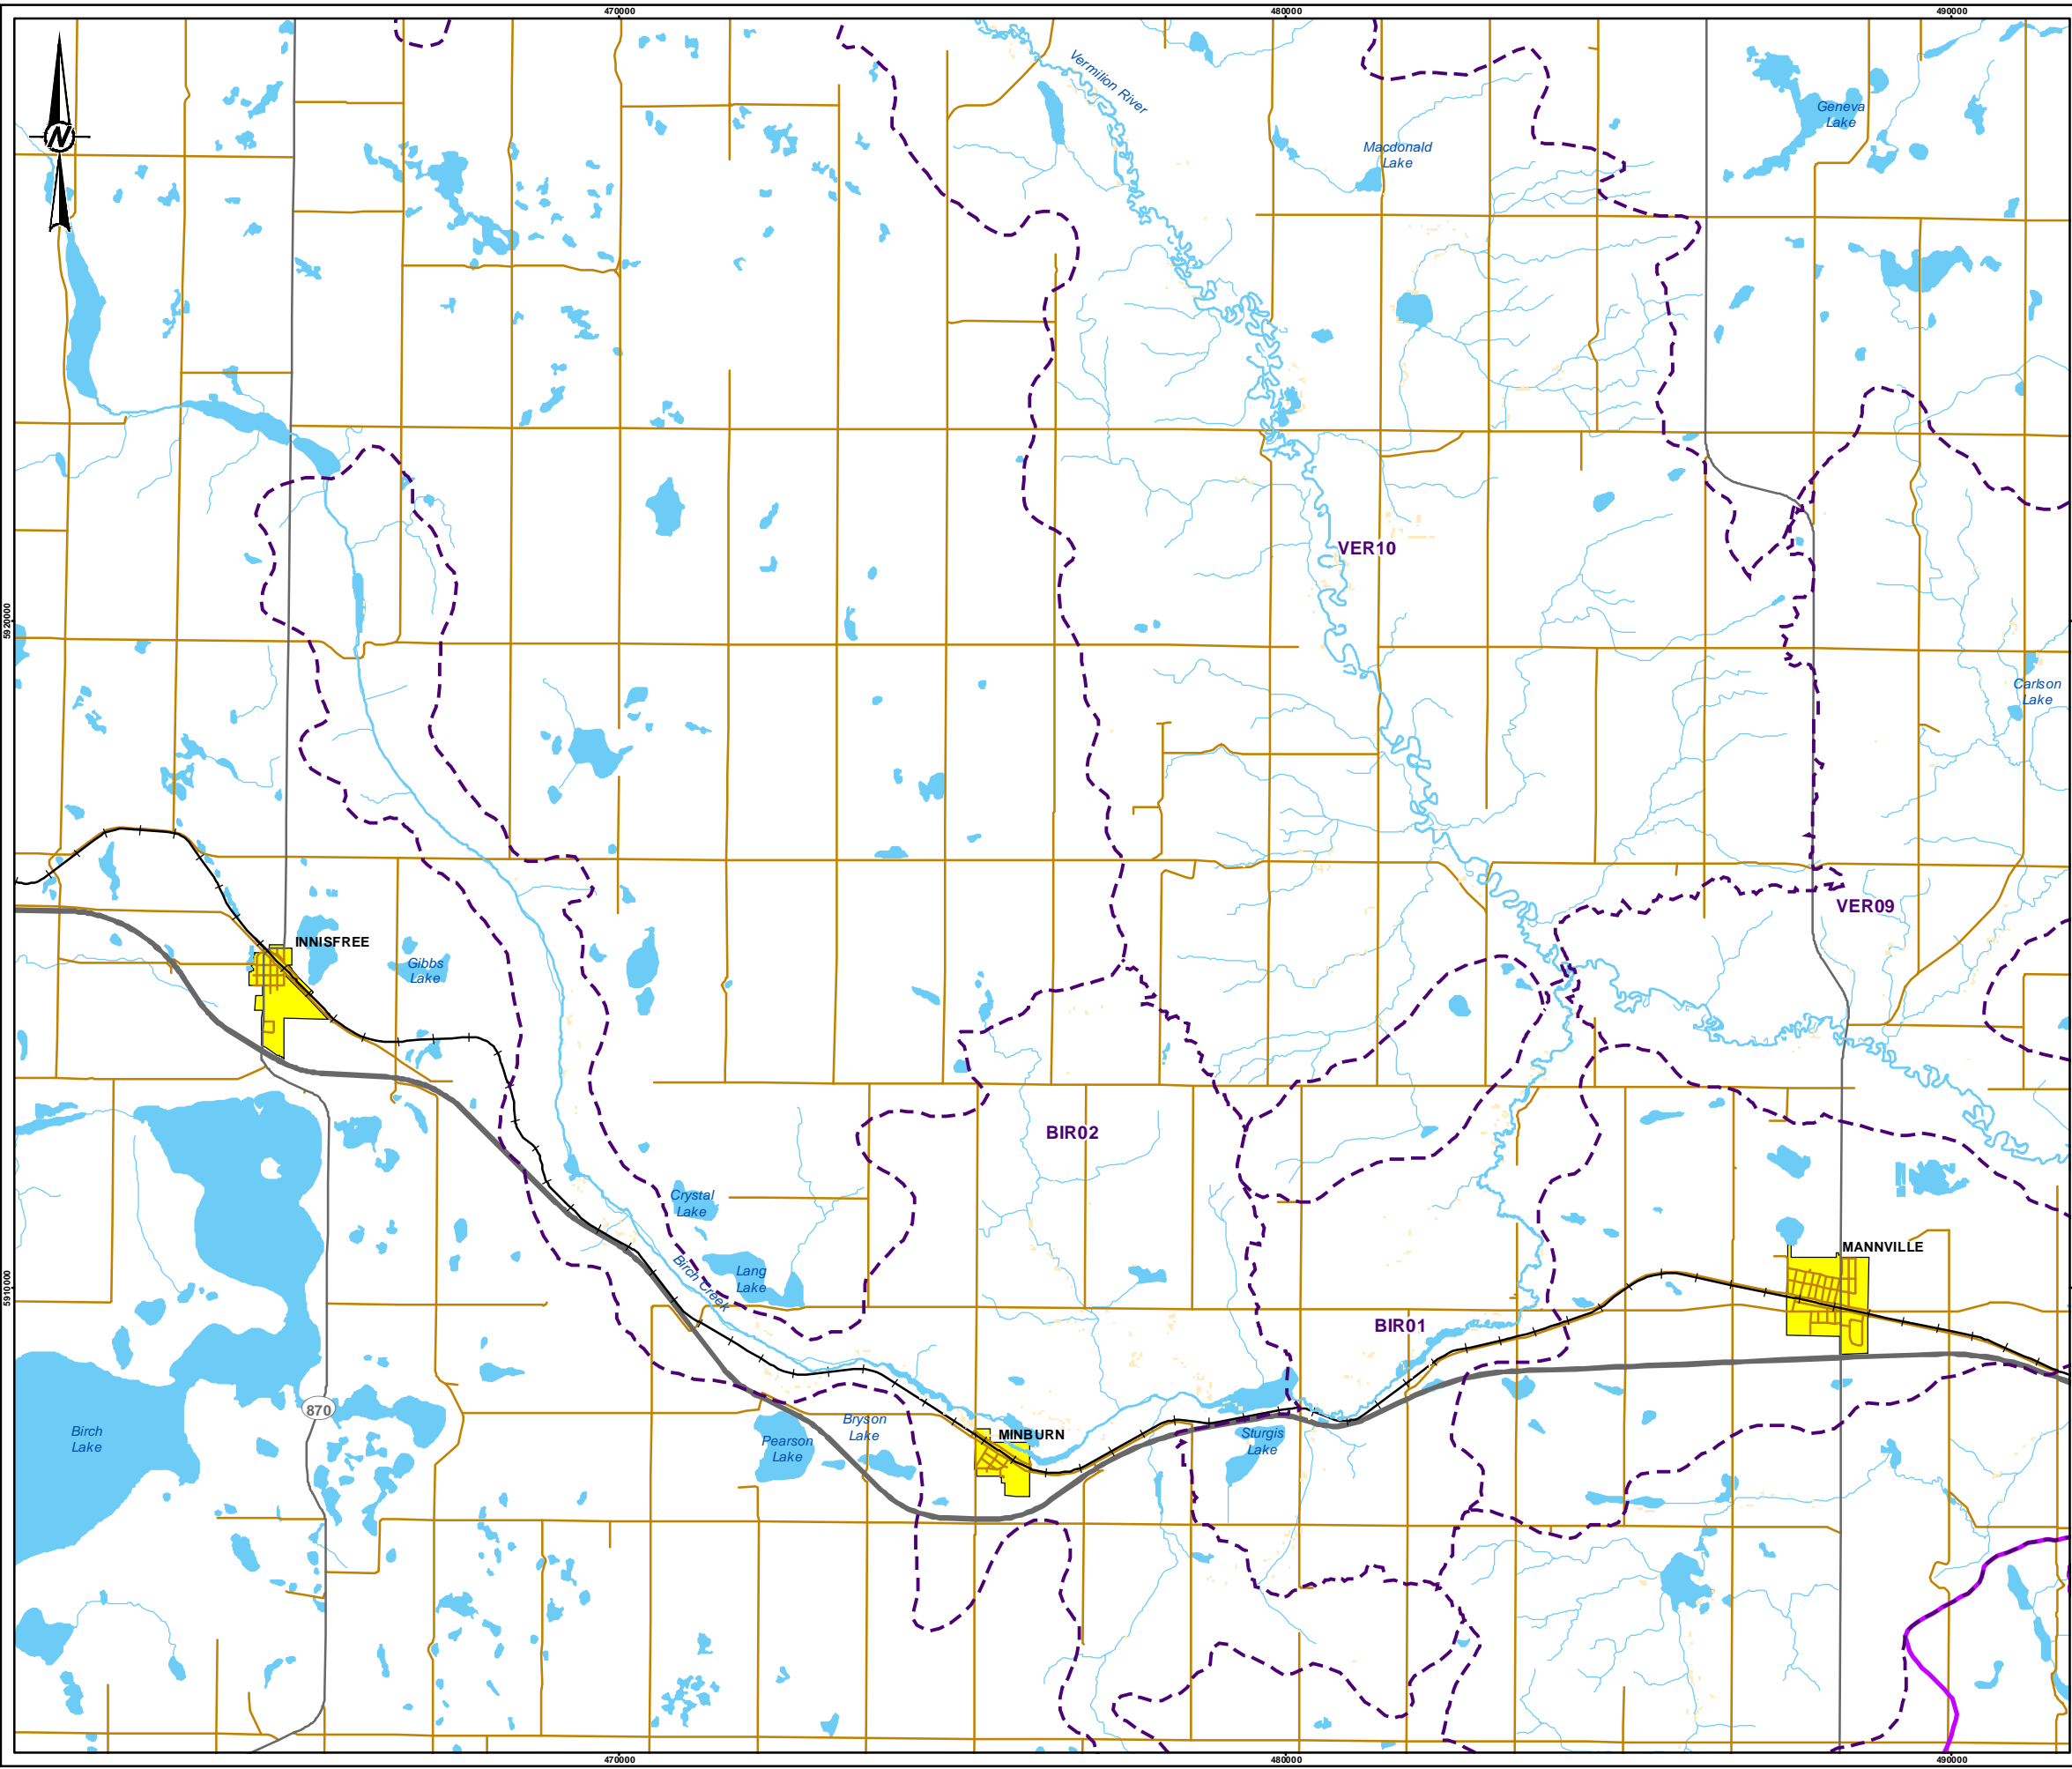 470000
480000
490000
Vermilion River
Geneva
Lake
N
Macdonald
Lake
VER10
5920000
Carlson
Lake
VER09
INNISFREE
Gibbs
Lake
BIR02
Crystal
Lake
MANNVILLE
Lang
Lake
Birch Creek
5910000
BIR01
870
Birch
Lake
Bryson
Lake
Pearson
Lake
MINBURN
Sturgis
Lake
470000
480000
490000